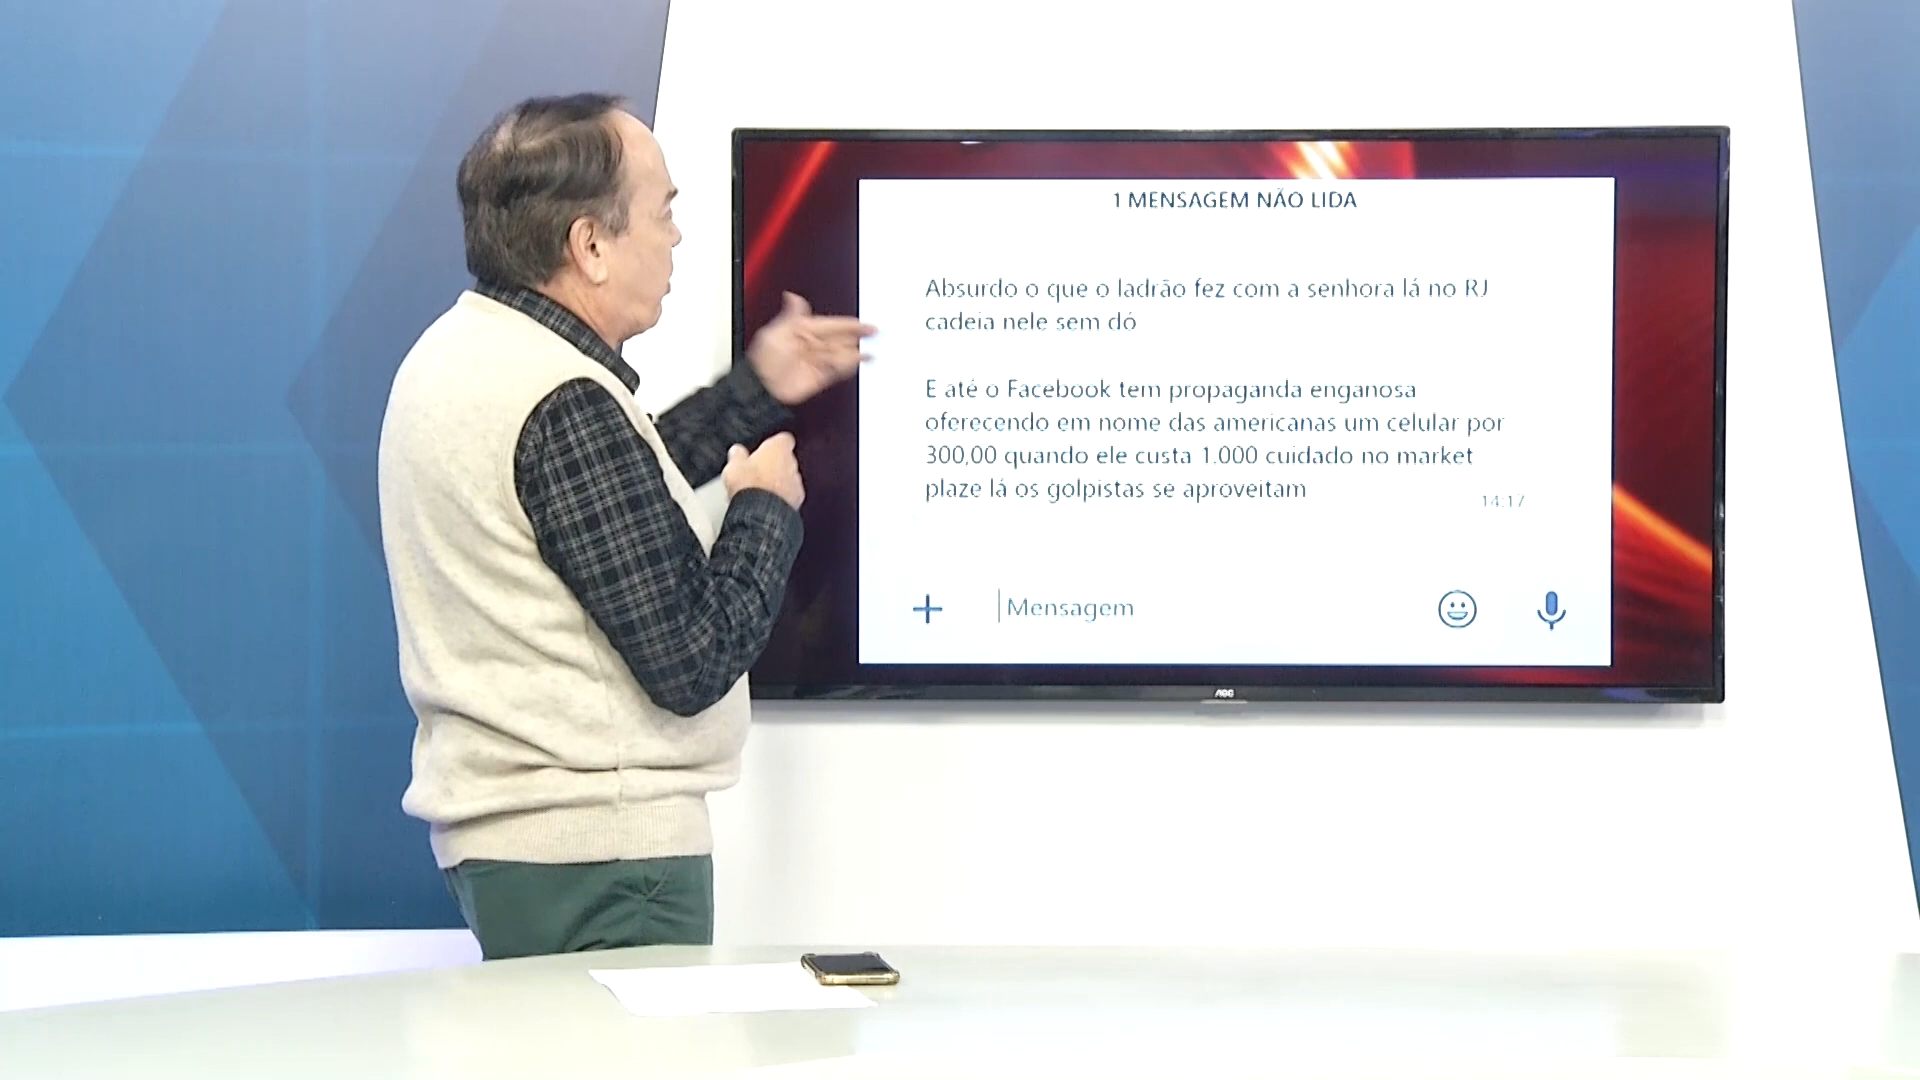 1 MENSAGEM NÃO LIDA
Absurdo o que o ladrão fez com a senhora lá no RJ
cadeia nele sem dó
E até o Facebook tem propaganda enganosa
oferecendo em nome das americanas um celular por
300,00 quando ele custa 1.000 cuidado no market
plaze lá os golpistas se aproveitam
14:17
Mensagem
AOC